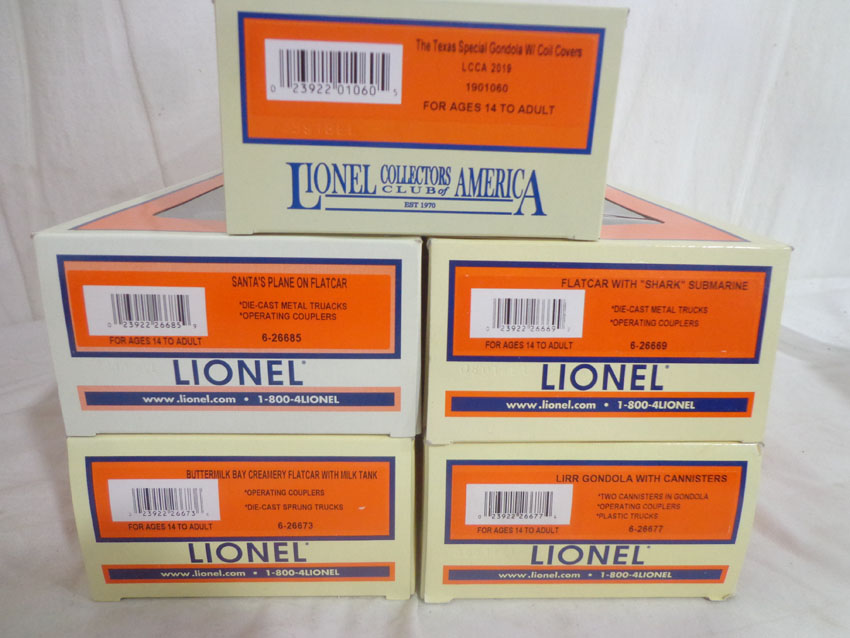 The Texas Special Gondola W/ Coil Covers
LCCA 2019
1901060
FOR AGES 14 TO ADULT
0 23922 01060 5
LIONEL COLLECTORS CLUB of AMERICA
EST 1970
SANTA'S PLANE ON FLATCAR
*DIE-CAST METAL TRUACKS
*OPERATING COUPLERS
0 23922 26685 3
FOR AGES 14 TO ADULT
6-26685
LIONEL
www.lionel.com • 1-800-4LIONEL
FLATCAR WITH "SHARK" SUBMARINE
*DIE-CAST METAL TRUCKS
*OPERATING COUPLERS
0 23922 26669 3
FOR AGES 14 TO ADULT
6-26669
LIONEL
www.lionel.com • 1-800-4LIONEL
BUTTERMILK BAY CREAMERY FLATCAR WITH MILK TANK
*OPERATING COUPLERS
*DIE-CAST SPRUNG TRUCKS
23922 26673
FOR AGES 14 TO ADULT
6-26673
LIONEL
www.lionel.com • 1-800-4LIONEL
LIRR GONDOLA WITH CANNISTERS
*TWO CANNISTERS IN GONDOLA
*OPERATING COUPLERS
*PLASTIC TRUCKS
0 23922 26677
FOR AGES 14 TO ADULT
6-26677
LIONEL
www.lionel.com • 1-800-4LIONEL